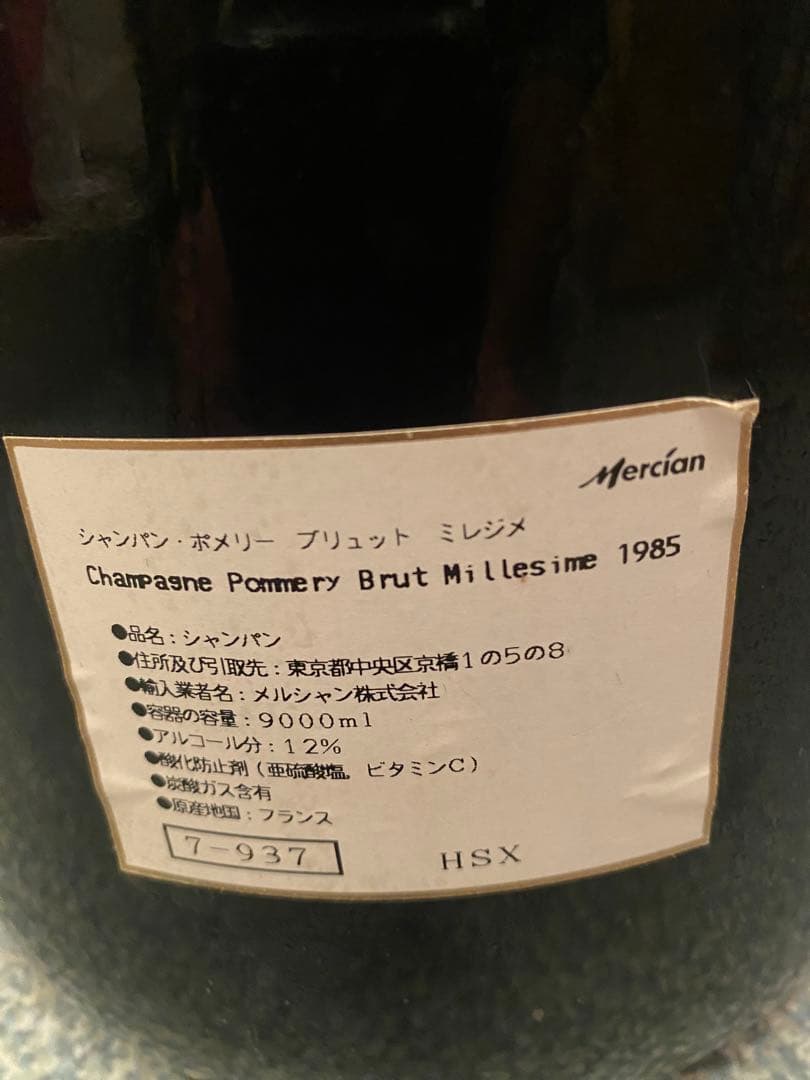 Mercian
シャンパン・ポメリー ブリュット ミレジメ
Champagne Pommery Brut Millesime 1985
●品名：シャンパン
●住所及び引取先：東京都中央区京橋1の5の8
●輸入業者名：メルシャン株式会社
●容器の容量：9000ml
●アルコール分：12%
●酸化防止剤（亜硫酸塩，ビタミンC）
●炭酸ガス含有
●原産地国：フランス
7-937 HSX